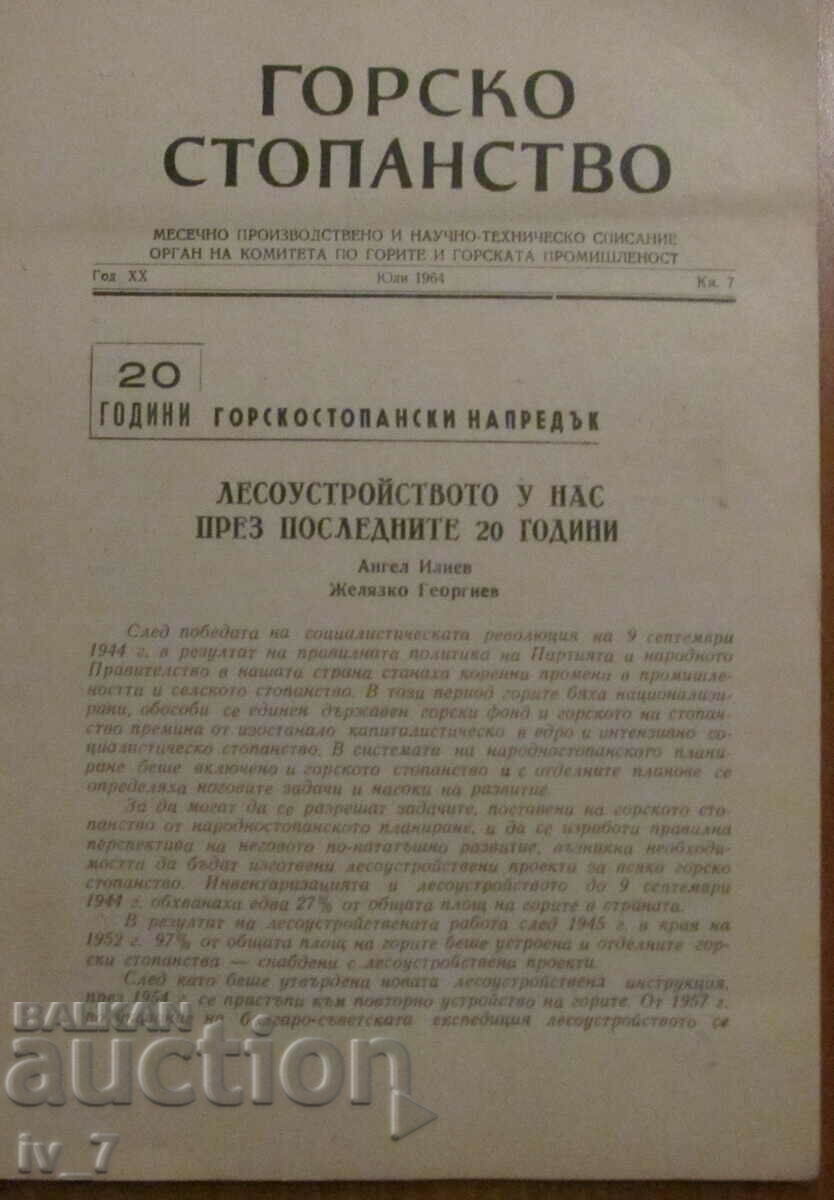 ГОРСКО
СТОПАНСТВО
МЕСЕЧНО ПРОИЗВОДСТВЕНО И НАУЧНО-ТЕХНИЧЕСКО СПИСАНИЕ
ОРГАН НА КОМИТЕТА ПО ГОРИТЕ И ГОРСКАТА ПРОМИШЛЕНОСТ
Год XX Юли 1964 Кн. 7
20
ГОДИНИ ГОРСКОСТОПАНСКИ НАПРЕДЪК
ЛЕСОУСТРОЙСТВОТО У НАС
ПРЕЗ ПОСЛЕДНИТЕ 20 ГОДИНИ
Ангел Илиев
Желязко Георгиев
След победата на социалистическата революция на 9 септември
1944 г. в резултат на правилната политика на Партията и народното
Правителство в нашата страна станаха коренни промени в промишле-
ността и селското стопанство. В този период горите бяха национализи-
рани, обособи се единен държавен горски фонд и горското ни стопан-
ство премина от изостанало капиталистическо в едро и интензивно со-
циалистическо стопанство. В системата на народностопанското плани-
ране беше включено и горското стопанство и с отделните планове се
определяха неговите задачи и насоки на развитие.
За да могат да се разрешат задачите, поставени на горското сто-
панство от народностопанското планиране, и да се изработи правилна
перспектива на неговото по-нататъшно развитие, възникна необходи-
мостта да бъдат изготвени лесоустройствени проекти за всяко горско
стопанство. Инвентаризацията и лесоустройството до 9 септември
1944 г. обхванаха едва 27% от общата площ на горите в страната.
В резултат на лесоустройствената работа след 1945 г. в края на
1952 г. 97% от общата площ на горите беше устроена и отделните гор-
ски стопанства — снабдени с лесоустройствени проекти.
След като беше утвърдена новата лесоустройствена инструкция,
през 1954 г. се пристъпи към повторно устройство на горите. От 1957 г.
на българо-съветската експедиция лесоустройството се
BALKAN
auction
iv_7